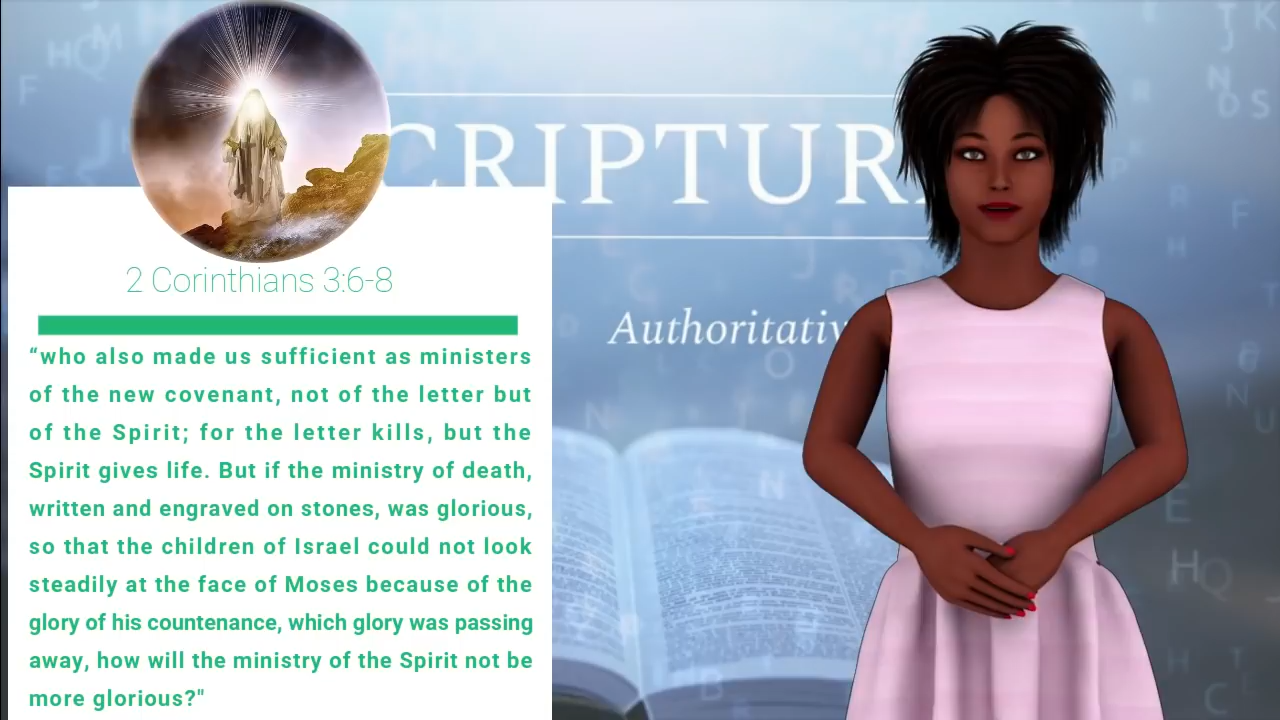 CRIPTUR
Authoritativ
2 Corinthians 3:6-8
“who also made us sufficient as ministers
of the new covenant, not of the letter but
of the Spirit; for the letter kills, but the
Spirit gives life. But if the ministry of death,
written and engraved on stones, was glorious,
so that the children of Israel could not look
steadily at the face of Moses because of the
glory of his countenance, which glory was passing
away, how will the ministry of the Spirit not be
more glorious?"